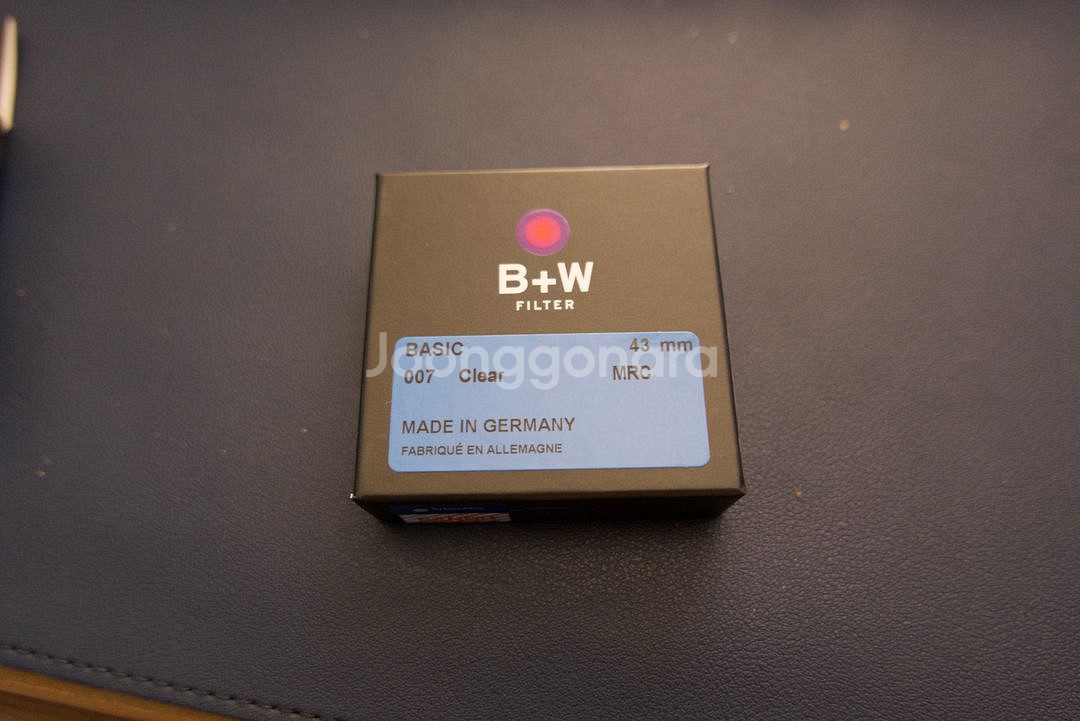 B+W
FILTER
BASIC 43 mm
007 Clear MRC
Joonggonara
MADE IN GERMANY
FABRIQUÉ EN ALLEMAGNE